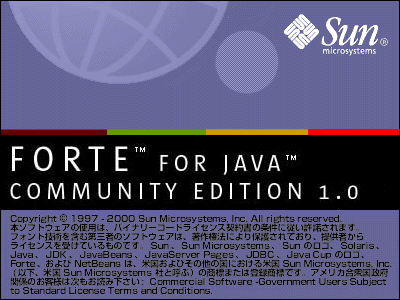 Sun®
microsystems
FORTE™ FOR JAVA™
COMMUNITY EDITION 1.0
Copyright © 1997 - 2000 Sun Microsystems, Inc. All rights reserved.
本ソフトウェアの使用は、バイナリーコードライセンス契約書の条件に従い許諾されます。
フォント技術を含む第三者のソフトウェアは、著作権法により保護されており、提供者から
ライセンスを受けているものです。Sun、Sun Microsystems、Sun のロゴ、Solaris、
Java、JDK、JavaBeans、JavaServer Pages、JDBC、Java Cup のロゴ、
Forte、および NetBeans は、米国およびその他の国における米国 Sun Microsystems, Inc.
(以下、米国 Sun Microsystems 社と呼ぶ) の商標または登録商標です。アメリカ合衆国政府
関係のお客様は次もお読み下さい: Commercial Software -Government Users Subject
to Standard License Terms and Conditions.